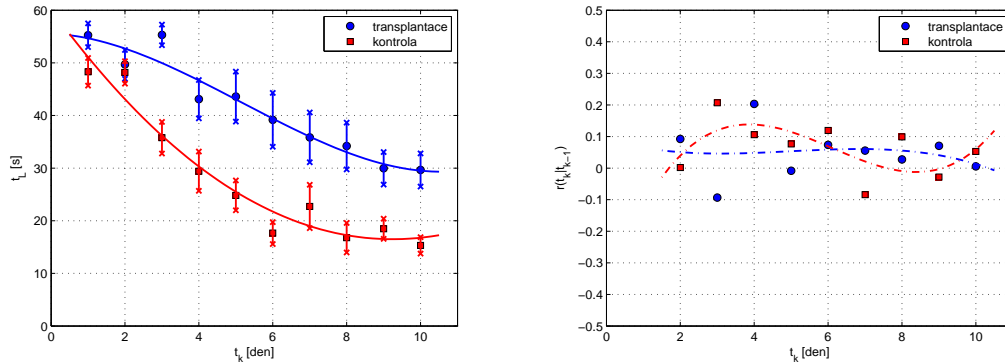 60
50
40
30
20
10
0
t_L [s]
0 2 4 6 8 10
t_k [den]
transplantace
kontrola
0.5
0.4
0.3
0.2
0.1
0
−0.1
−0.2
−0.3
−0.4
−0.5
r(t_k|t_{k−1})
0 2 4 6 8 10
t_k [den]
transplantace
kontrola